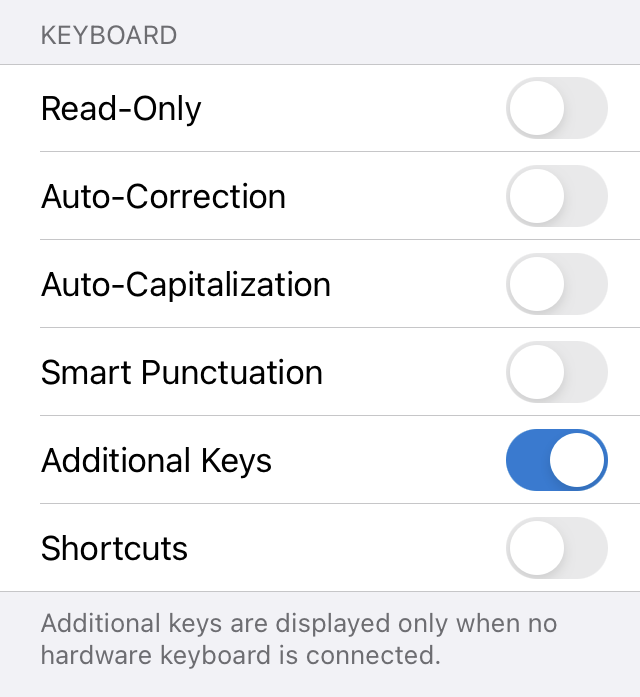 KEYBOARD
Read-Only
Auto-Correction
Auto-Capitalization
Smart Punctuation
Additional Keys
Shortcuts
Additional keys are displayed only when no
hardware keyboard is connected.